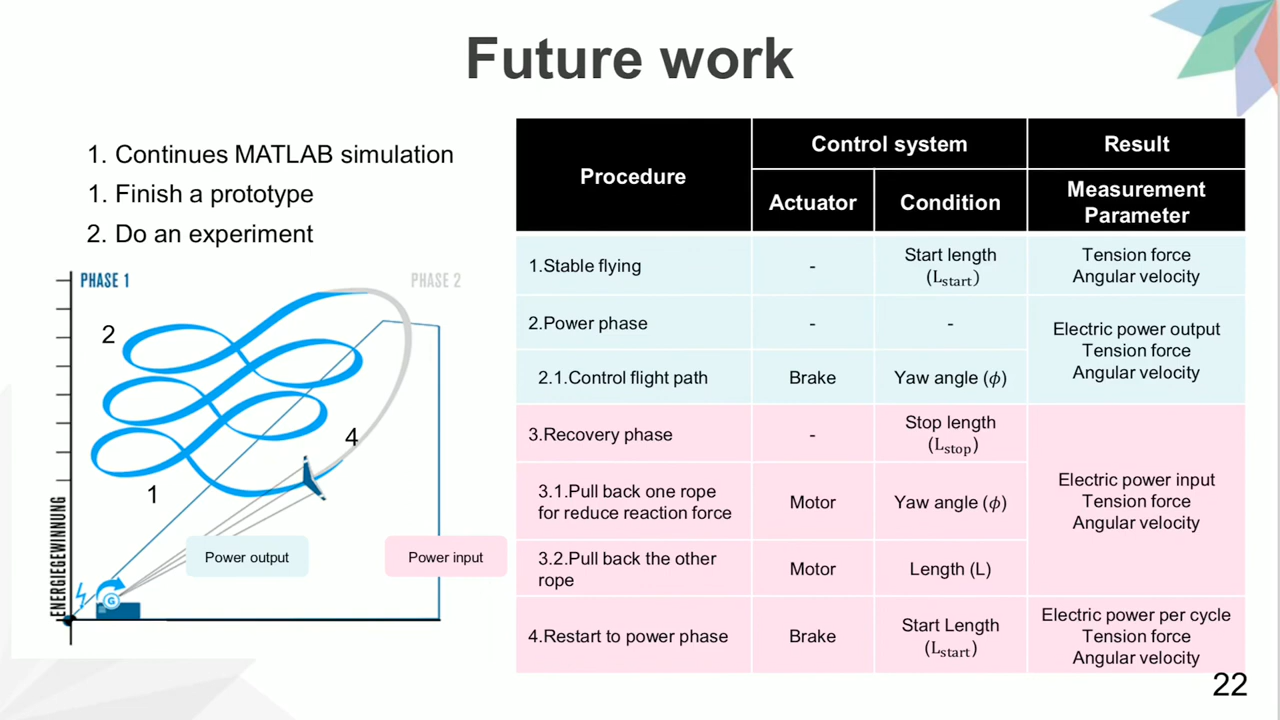 Future work
1. Continues MATLAB simulation
1. Finish a prototype
2. Do an experiment
PHASE 1
PHASE 2
2
4
1
ENERGIEGEWINNUNG
G
Power output
Power input
Procedure
Control system
Result
Actuator
Condition
Measurement
Parameter
1.Stable flying
-
Start length
(Lstart)
Tension force
Angular velocity
2.Power phase
-
-
Electric power output
Tension force
Angular velocity
2.1.Control flight path
Brake
Yaw angle (ϕ)
3.Recovery phase
-
Stop length
(Lstop)
Electric power input
Tension force
Angular velocity
3.1.Pull back one rope
for reduce reaction force
Motor
Yaw angle (ϕ)
3.2.Pull back the other
rope
Motor
Length (L)
4.Restart to power phase
Brake
Start Length
(Lstart)
Electric power per cycle
Tension force
Angular velocity
22